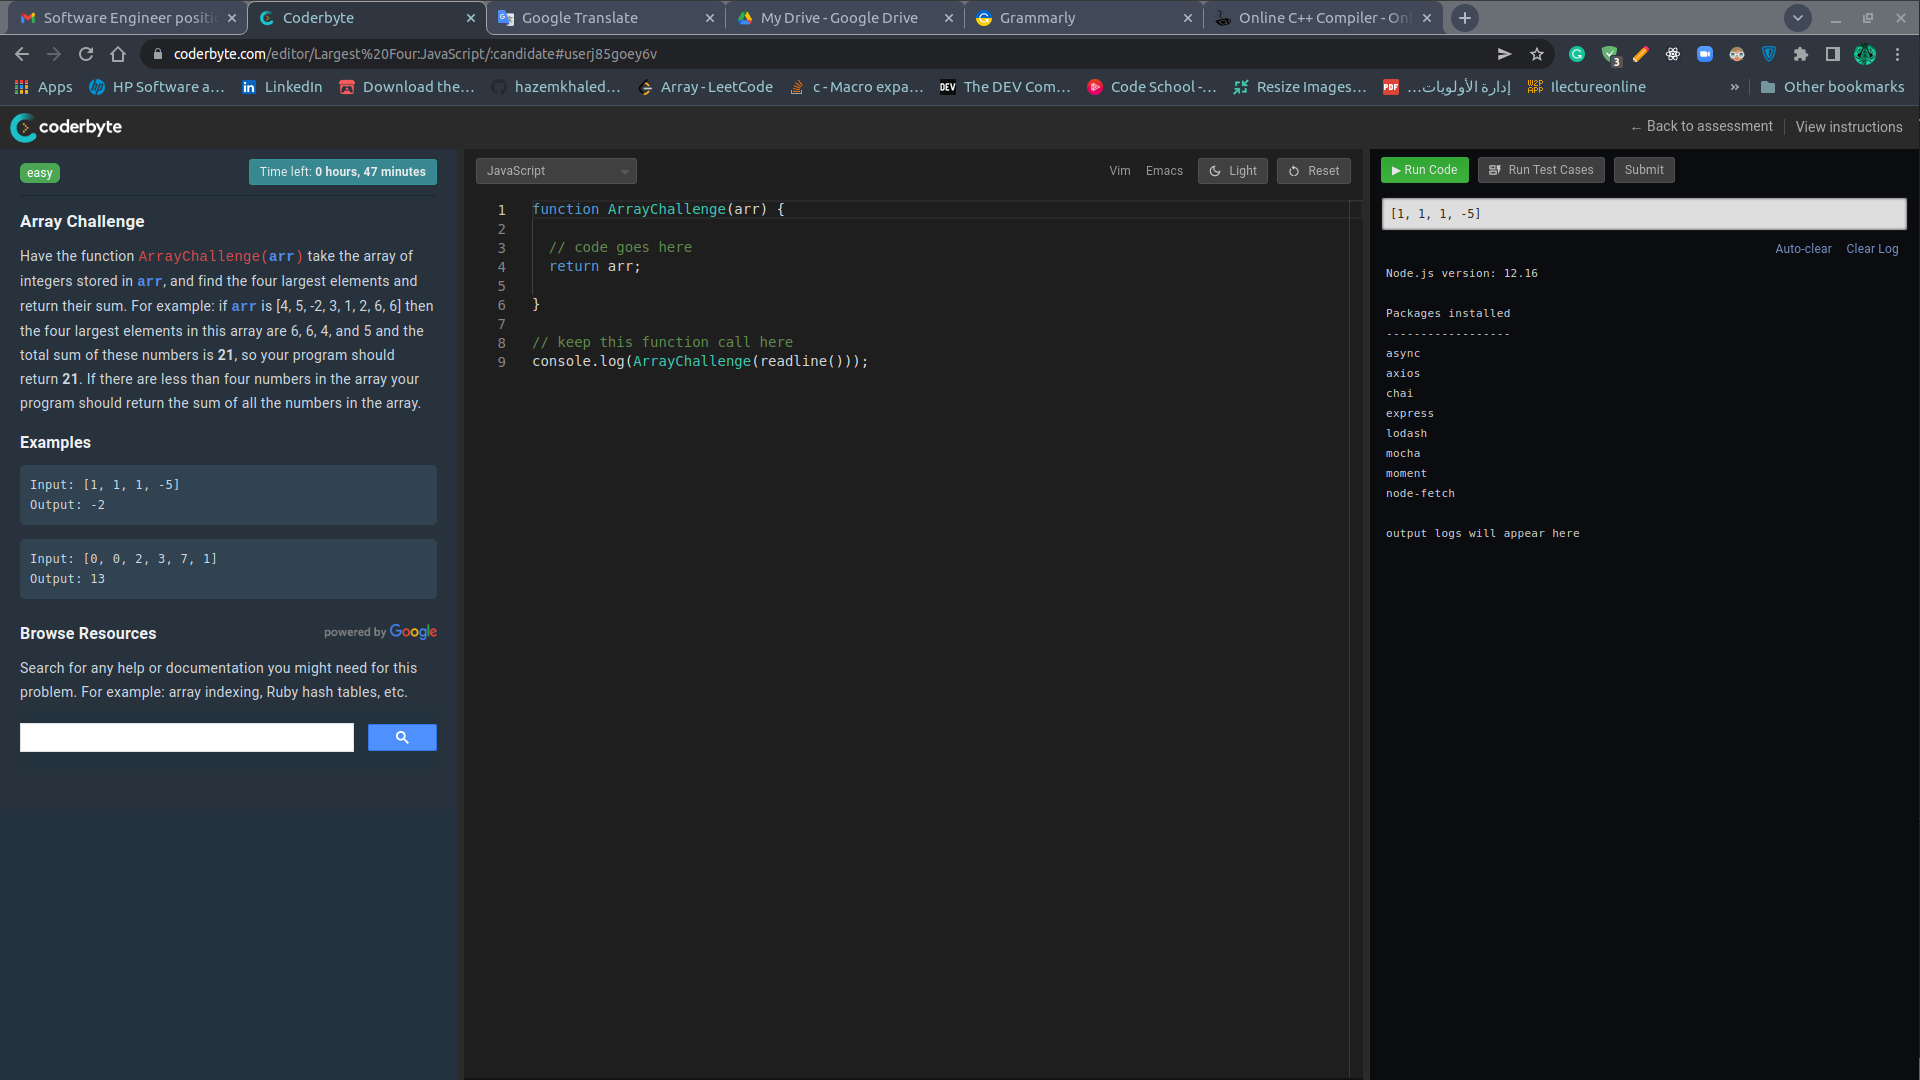 Software Engineer positi
Coderbyte
Google Translate
My Drive - Google Drive
Grammarly
Online C++ Compiler - Onl
coderbyte.com/editor/Largest%20Four:JavaScript/:candidate#userj85goey6v
3
Apps
HP Software a...
LinkedIn
Download the...
hazemkhaled...
Array - LeetCode
c - Macro expa...
DEV
The DEV Com...
Code School -...
Resize Images...
PDF
إدارة الأولويات...
W2P APP
Ilectureonline
»
Other bookmarks
coderbyte
← Back to assessment
View instructions
easy
Time left: 0 hours, 47 minutes
Array Challenge
Have the function ArrayChallenge(arr) take the array of
integers stored in arr, and find the four largest elements and
return their sum. For example: if arr is [4, 5, -2, 3, 1, 2, 6, 6] then
the four largest elements in this array are 6, 6, 4, and 5 and the
total sum of these numbers is 21, so your program should
return 21. If there are less than four numbers in the array your
program should return the sum of all the numbers in the array.
Examples
Input: [1, 1, 1, -5]
Output: -2
Input: [0, 0, 2, 3, 7, 1]
Output: 13
Browse Resources
powered by Google
Search for any help or documentation you might need for this
problem. For example: array indexing, Ruby hash tables, etc.
JavaScript
Vim
Emacs
Light
Reset
1 function ArrayChallenge(arr) {
2
3 // code goes here
4 return arr;
5
6 }
7
8 // keep this function call here
9 console.log(ArrayChallenge(readline()));
Run Code
Run Test Cases
Submit
[1, 1, 1, -5]
Auto-clear
Clear Log
Node.js version: 12.16
Packages installed
------------------
async
axios
chai
express
lodash
mocha
moment
node-fetch
output logs will appear here